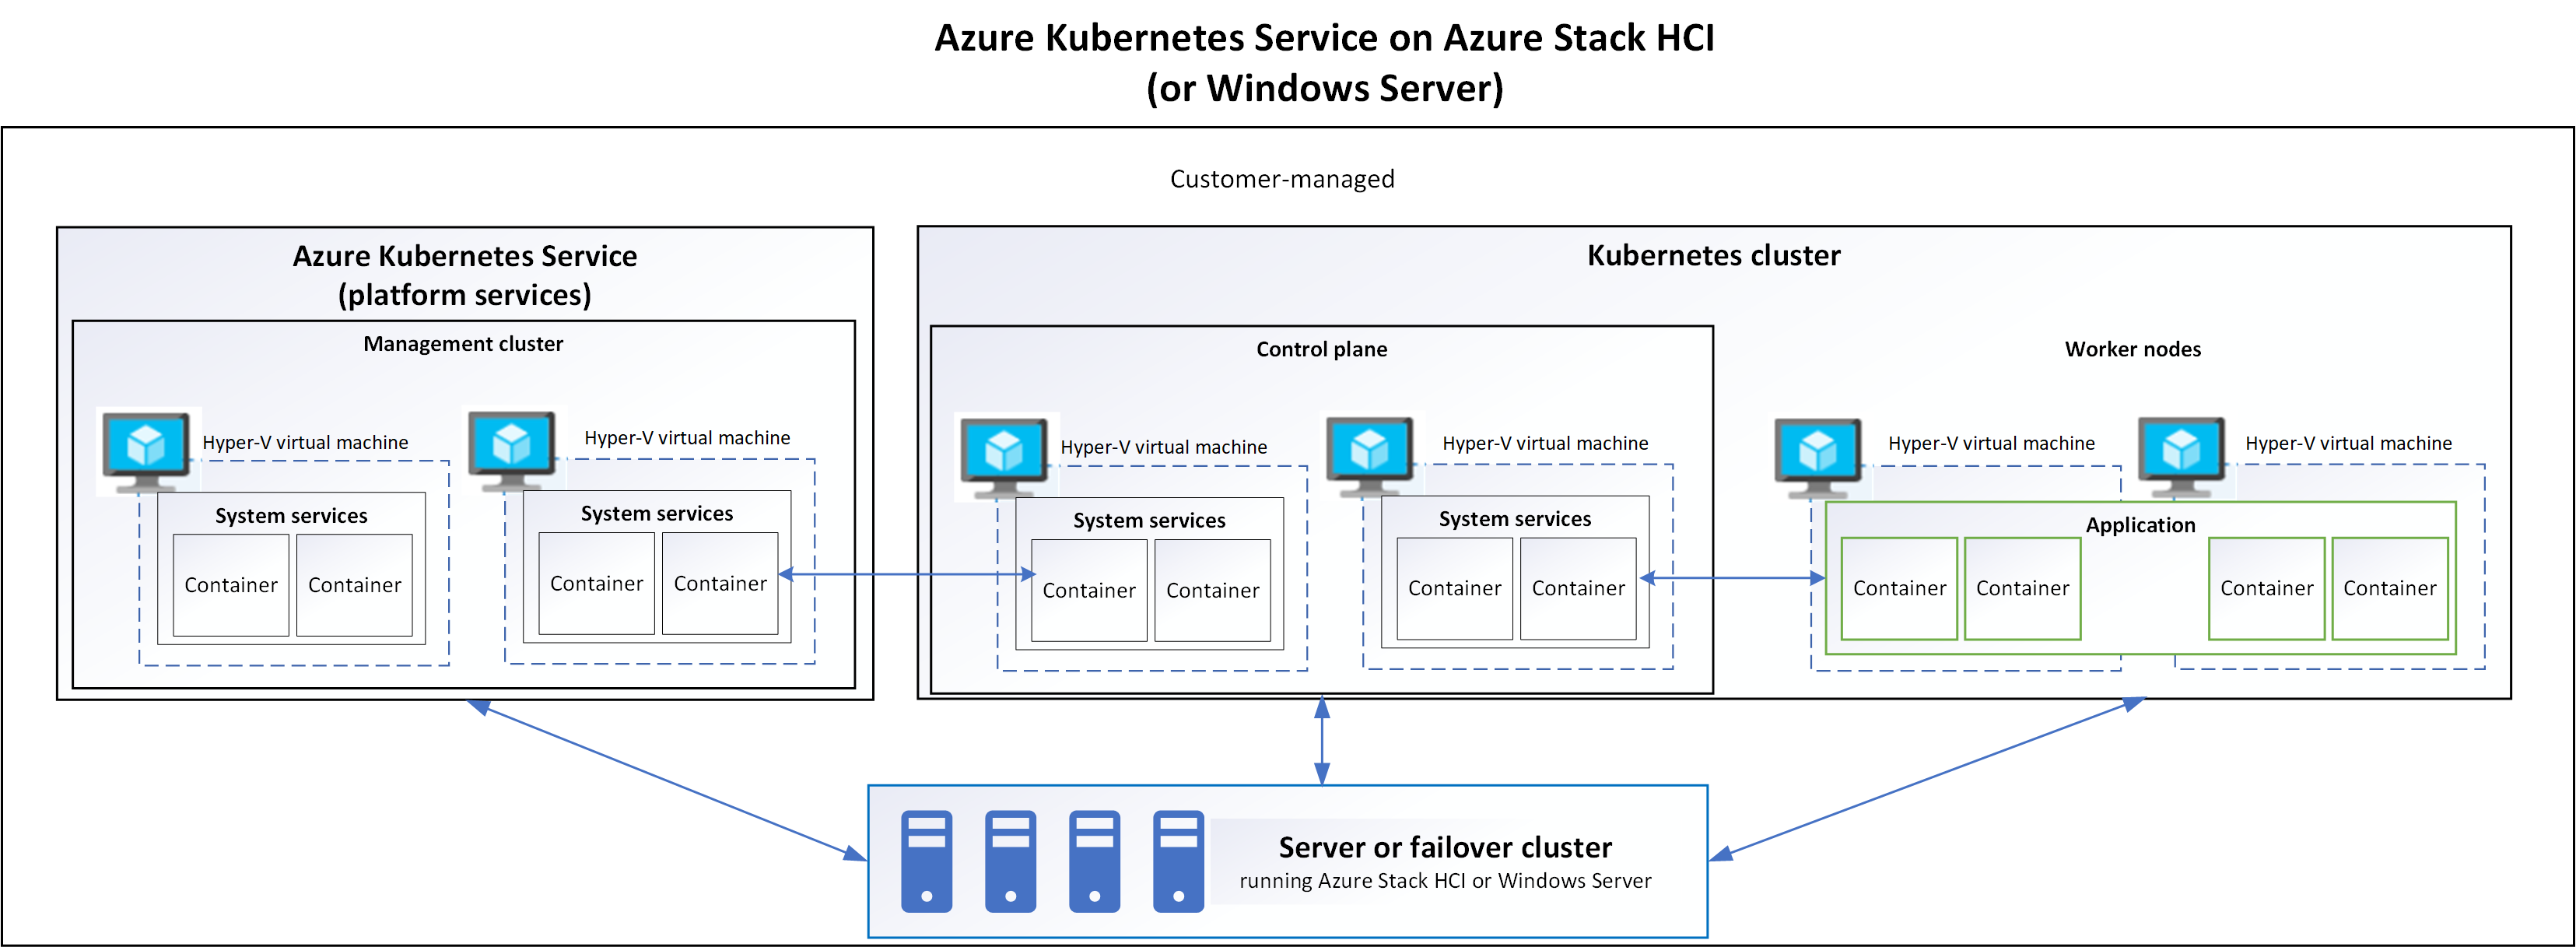 Azure Kubernetes Service on Azure Stack HCI
(or Windows Server)
Customer-managed
Azure Kubernetes Service
(platform services)
Management cluster
Hyper-V virtual machine
System services
Container
Container
Hyper-V virtual machine
System services
Container
Container
Kubernetes cluster
Control plane
Hyper-V virtual machine
System services
Container
Container
Hyper-V virtual machine
System services
Container
Container
Worker nodes
Hyper-V virtual machine
Hyper-V virtual machine
Application
Container
Container
Container
Container
Server or failover cluster
running Azure Stack HCI or Windows Server